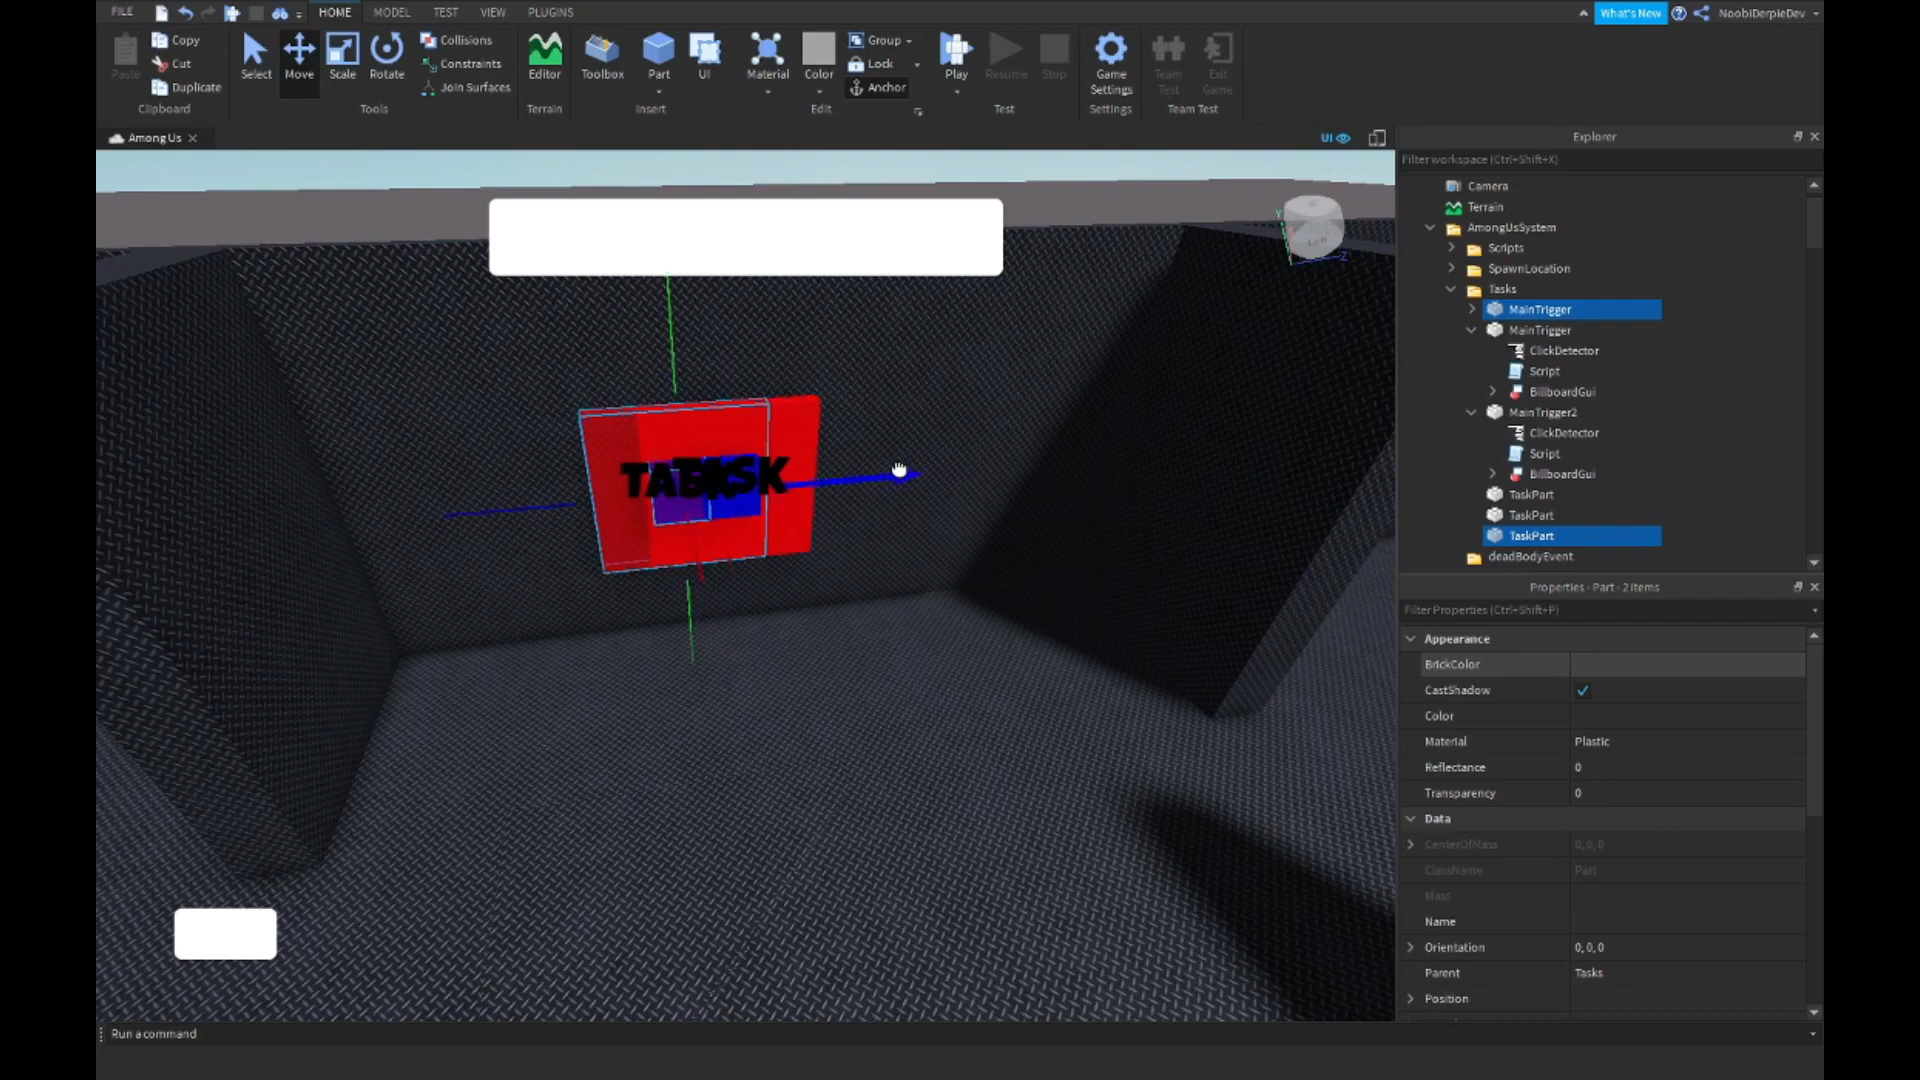 FILE HOME MODEL TEST VIEW PLUGINS What's New NoobiDerpieDev
Paste Copy Cut Duplicate Select Move Scale Rotate Collisions Constraints Join Surfaces Editor Toolbox Part UI Material Color Group Lock Anchor Play Resume Stop Game Settings Team Test Exit Game
Clipboard Tools Terrain Insert Edit Test Settings Team Test
Among Us UI
Explorer
Filter workspace (Ctrl+Shift+X)
Camera
Terrain
AmongUsSystem
Scripts
SpawnLocation
Tasks
MainTrigger
MainTrigger
ClickDetector
Script
BillboardGui
MainTrigger2
ClickDetector
Script
BillboardGui
TaskPart
TaskPart
TaskPart
deadBodyEvent
Y
Left
Z
Properties - Part - 2 items
Filter Properties (Ctrl+Shift+P)
Appearance
BrickColor
CastShadow
Color
Material Plastic
Reflectance 0
Transparency 0
Data
CenterOfMass 0, 0, 0
ClassName Part
Mass
Name
Orientation 0, 0, 0
Parent Tasks
Position
Run a command